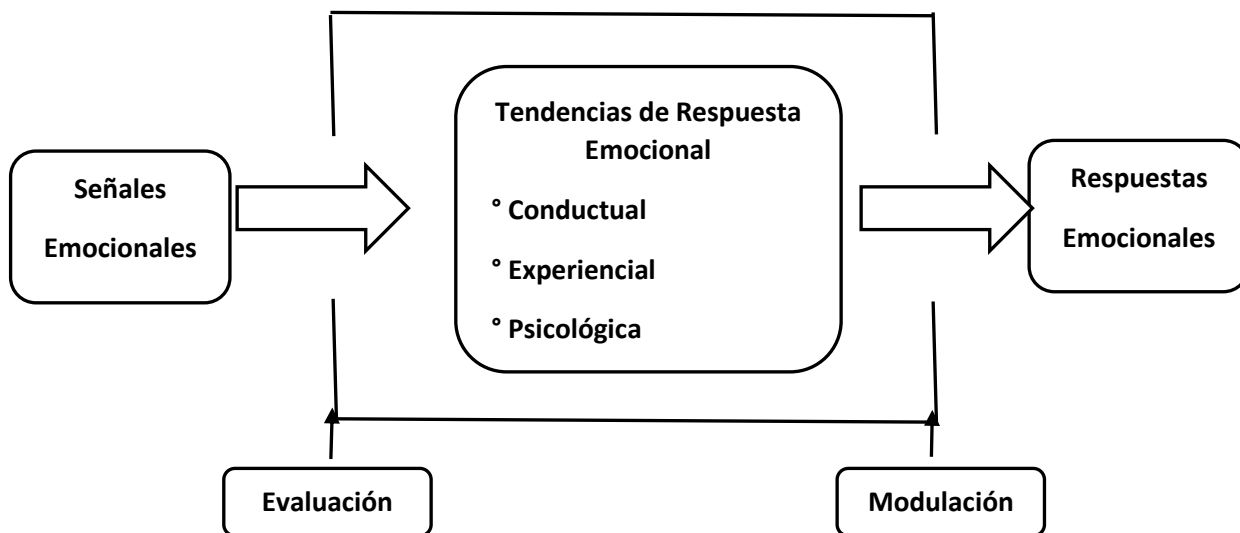 Señales
Emocionales
Tendencias de Respuesta
Emocional
° Conductual
° Experiencial
° Psicológica
Respuestas
Emocionales
Evaluación
Modulación